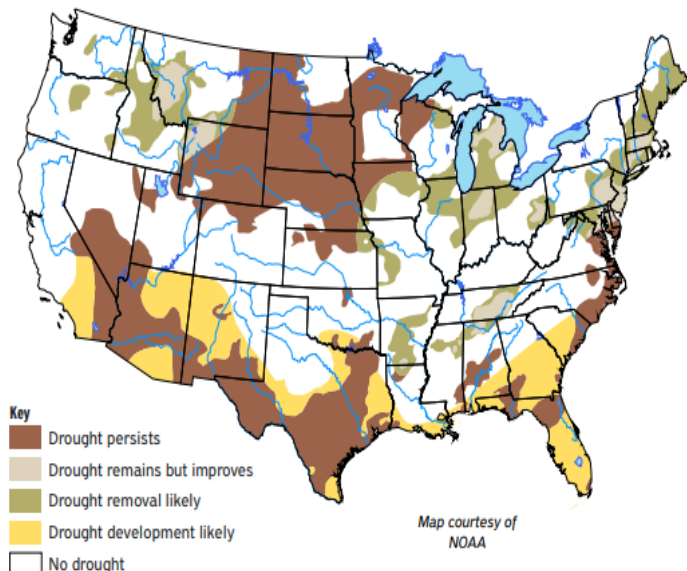 Key
Drought persists
Drought remains but improves
Drought removal likely
Drought development likely
No drought
Map courtesy of
NOAA